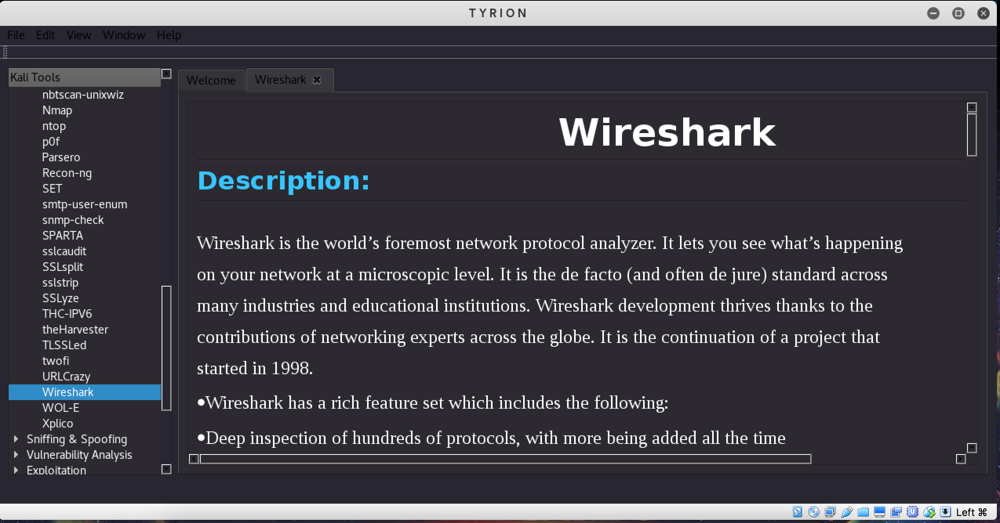 TYRION
File Edit View Window Help
Kali Tools
nbtscan-unixwiz
Nmap
ntop
p0f
Parsero
Recon-ng
SET
smtp-user-enum
snmp-check
SPARTA
sslcaudit
SSLsplit
sslstrip
SSLyze
THC-IPV6
theHarvester
TLSSLed
twofi
URLCrazy
Wireshark
WOL-E
Xplico
Sniffing & Spoofing
Vulnerability Analysis
Exploitation
Welcome Wireshark
Wireshark
Description:
Wireshark is the world’s foremost network protocol analyzer. It lets you see what’s happening
on your network at a microscopic level. It is the de facto (and often de jure) standard across
many industries and educational institutions. Wireshark development thrives thanks to the
contributions of networking experts across the globe. It is the continuation of a project that
started in 1998.
•Wireshark has a rich feature set which includes the following:
•Deep inspection of hundreds of protocols, with more being added all the time
Left ⌘